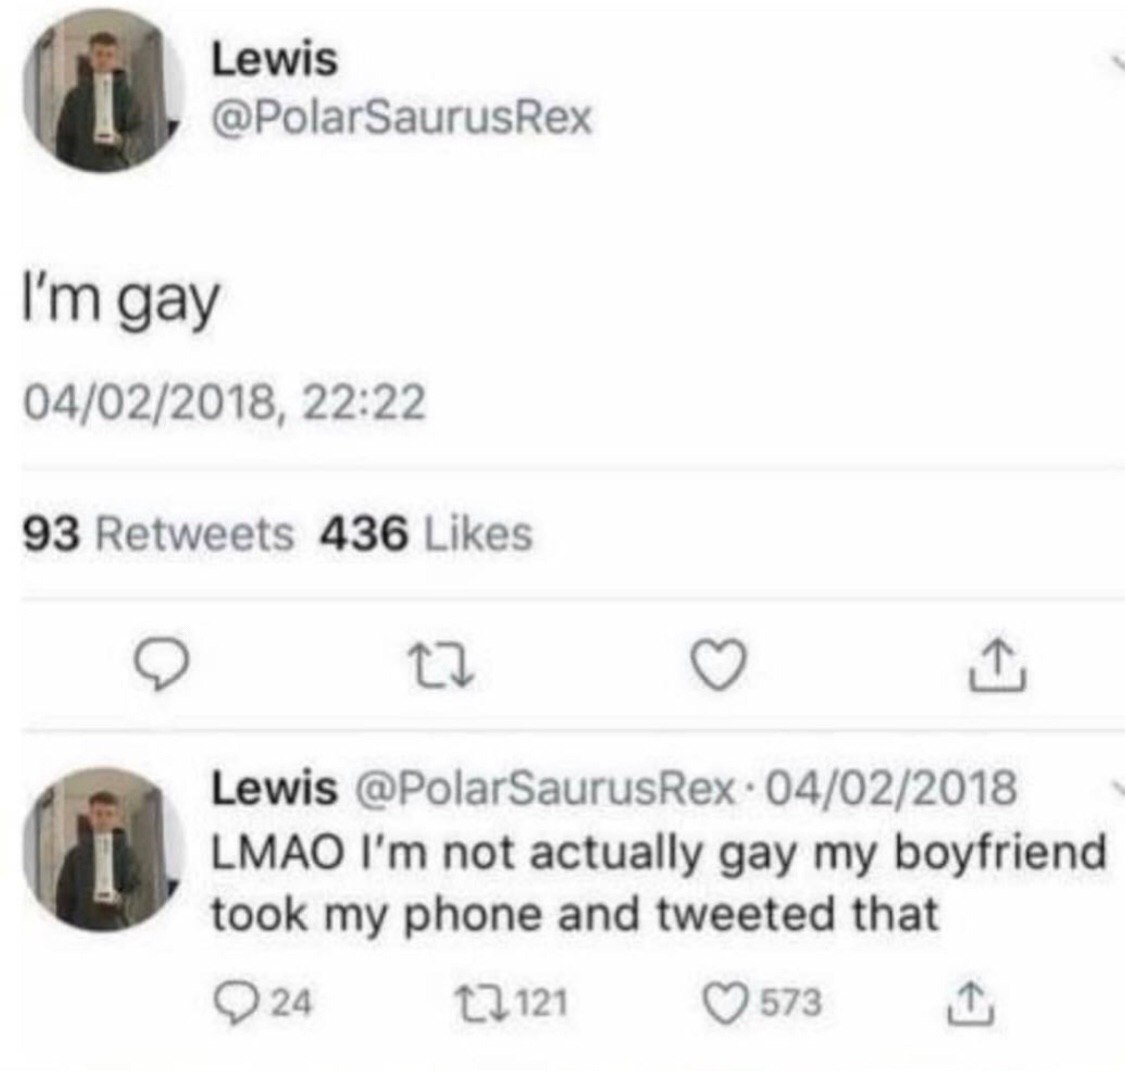 Lewis
@PolarSaurusRex
I'm gay
04/02/2018, 22:22
93 Retweets 436 Likes
Lewis @PolarSaurusRex · 04/02/2018
LMAO I'm not actually gay my boyfriend
took my phone and tweeted that
24 121 573